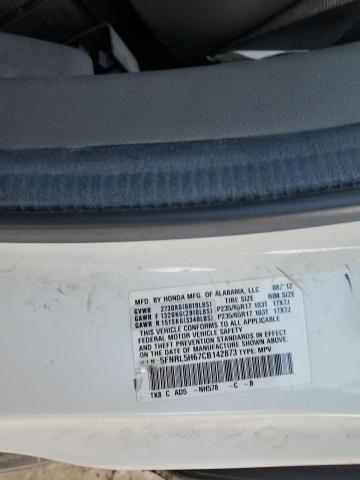 MFD. BY HONDA MFG. OF ALABAMA, LLC 08/'12
GVWR 2730KG(6019LBS) TIRE SIZE RIM SIZE
GAWR F 1320KG(2910LBS) P235/65R17 103T 17X7J
GAWR R 1515KG(3340LBS) P235/65R17 103T 17X7J
THIS VEHICLE CONFORMS TO ALL APPLICABLE
FEDERAL MOTOR VEHICLE SAFETY, BUMPER, AND
THEFT PREVENTION STANDARDS IN EFFECT
ON THE DATE OF MANUFACTURE SHOWN ABOVE.
V.I.N.: 5FNRL5H67CB142873 TYPE: MPV
TK8 C AD5 -NH578 -C -B